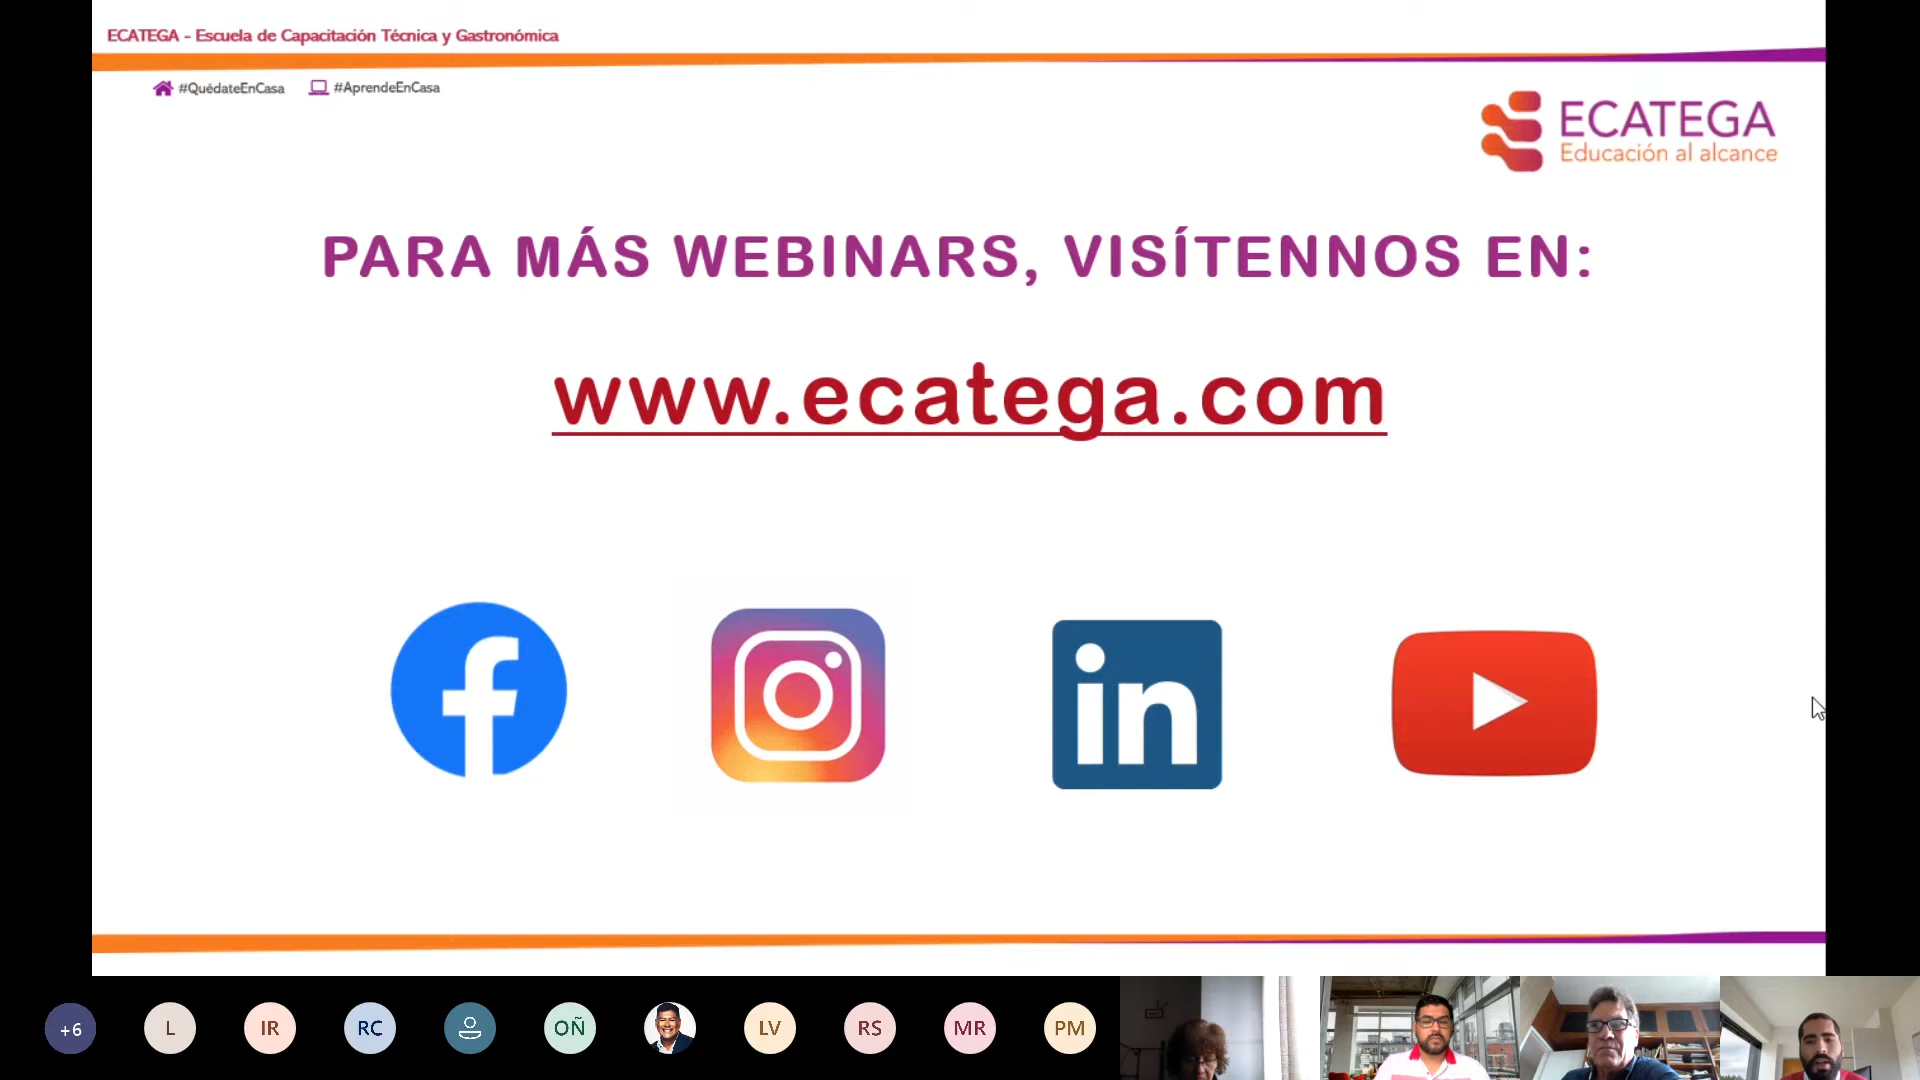 ECATEGA - Escuela de Capacitación Técnica y Gastronómica
#QuédateEnCasa #AprendeEnCasa
ECATEGA
Educación al alcance
PARA MÁS WEBINARS, VISÍTENNOS EN:
www.ecatega.com
+6 L IR RC OÑ LV RS MR PM